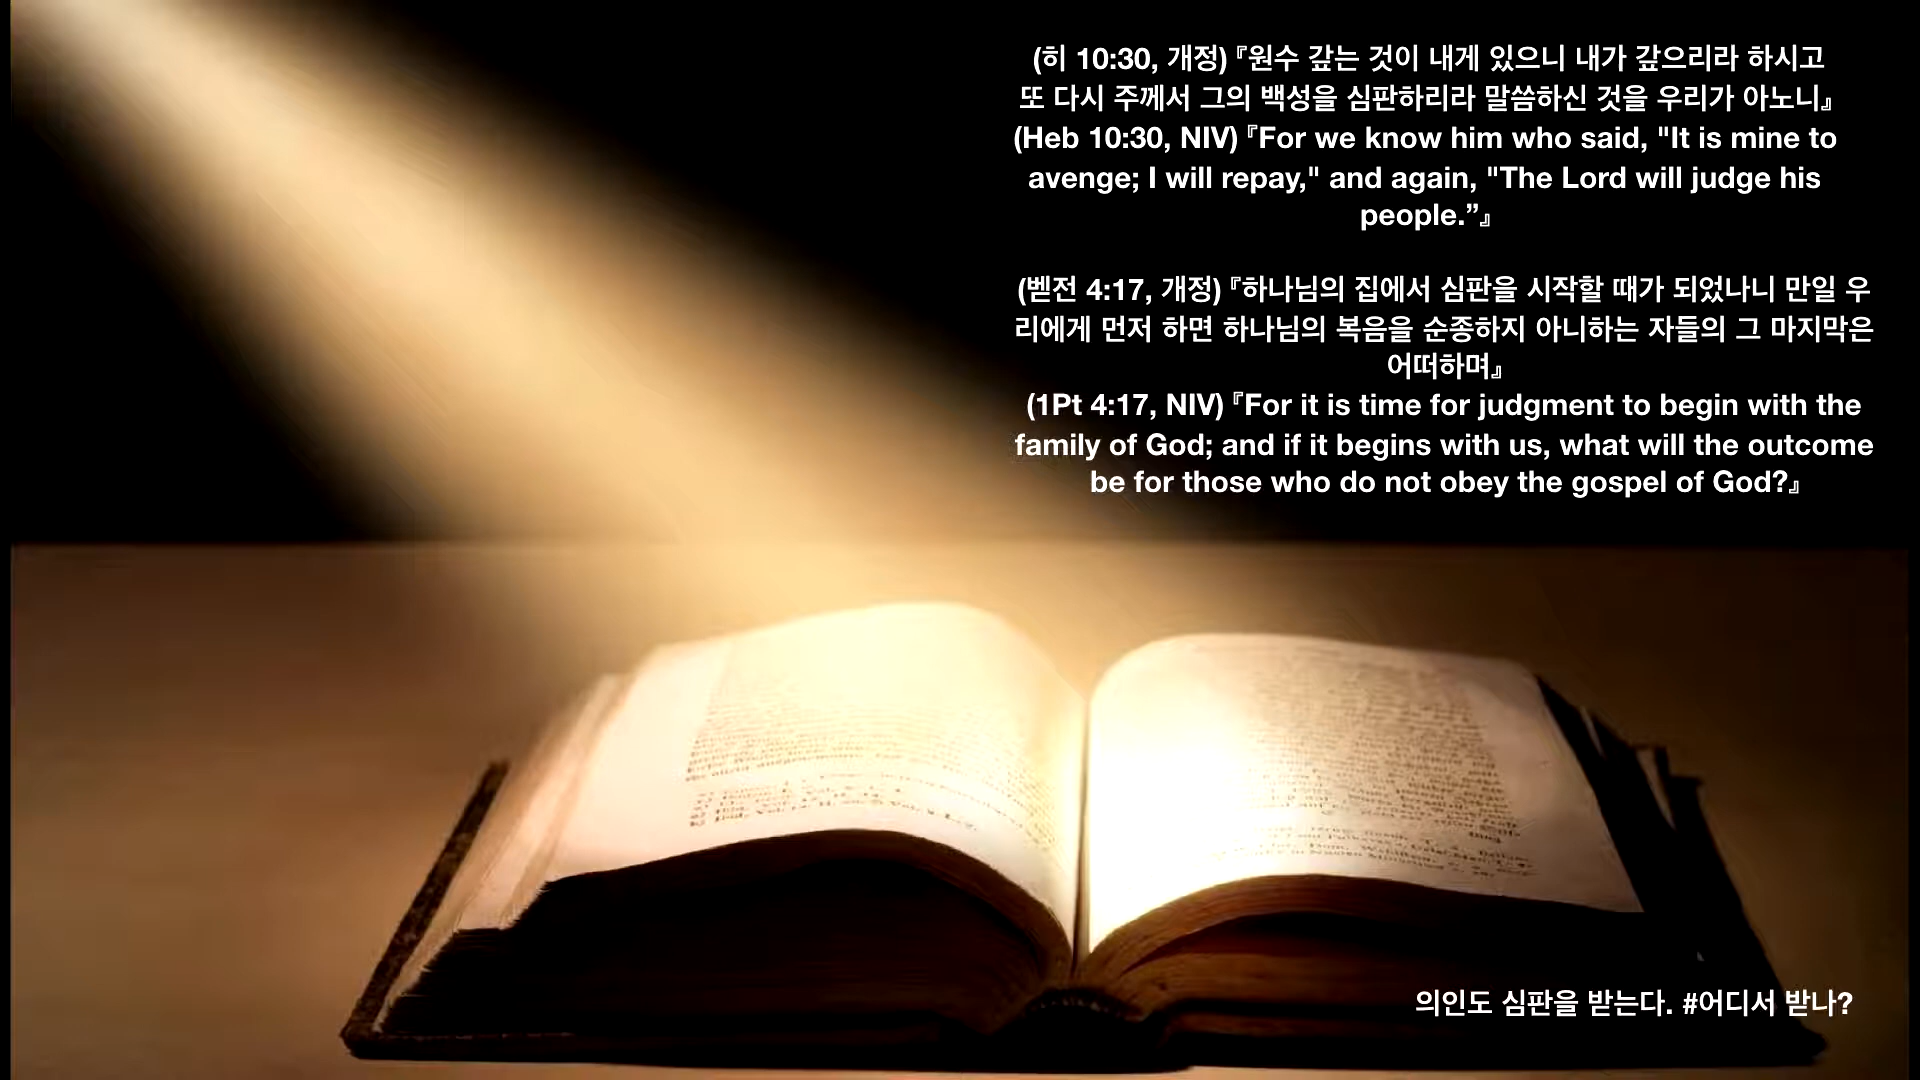 (히 10:30, 개정)『원수 갚는 것이 내게 있으니 내가 갚으리라 하시고
또 다시 주께서 그의 백성을 심판하리라 말씀하신 것을 우리가 아노니』
(Heb 10:30, NIV)『For we know him who said, "It is mine to
avenge; I will repay," and again, "The Lord will judge his
people.”』
(벧전 4:17, 개정)『하나님의 집에서 심판을 시작할 때가 되었나니 만일 우
리에게 먼저 하면 하나님의 복음을 순종하지 아니하는 자들의 그 마지막은
어떠하며』
(1Pt 4:17, NIV)『For it is time for judgment to begin with the
family of God; and if it begins with us, what will the outcome
be for those who do not obey the gospel of God?』
의인도 심판을 받는다. #어디서 받나?